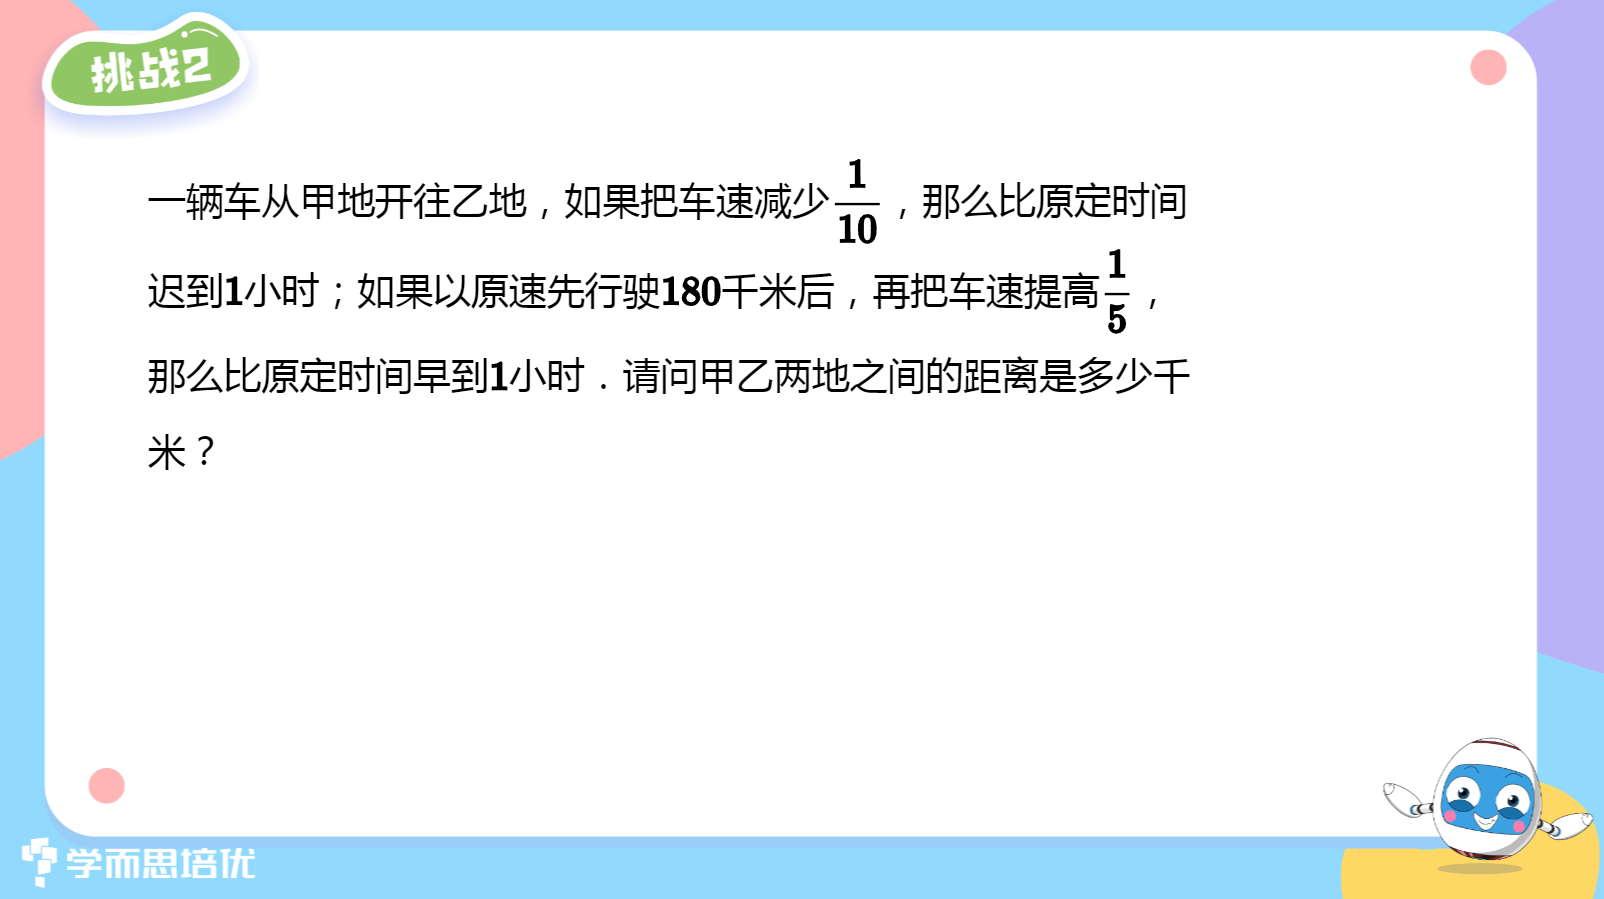 挑战2
一辆车从甲地开往乙地，如果把车速减少1/10，那么比原定时间
迟到1小时；如果以原速先行驶180千米后，再把车速提高1/5，
那么比原定时间早到1小时．请问甲乙两地之间的距离是多少千
米？
学而思培优